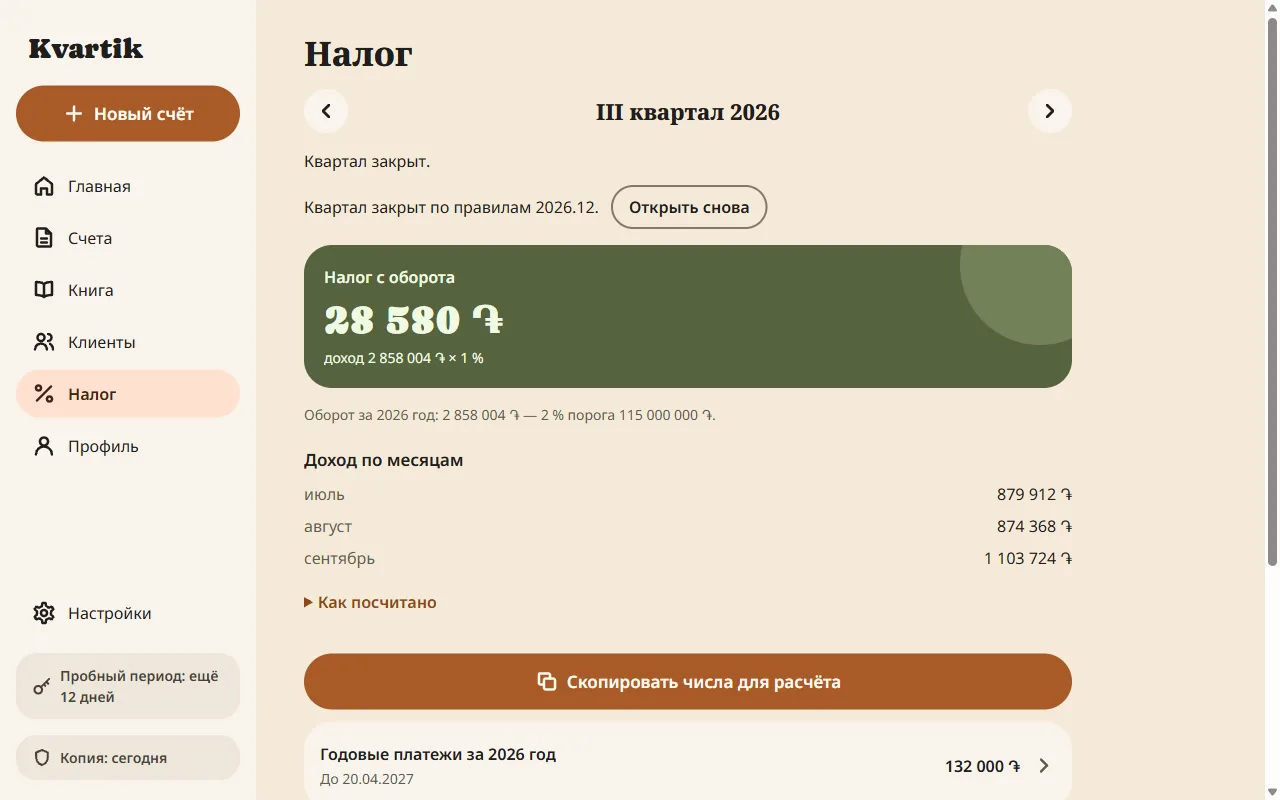 Kvartik
Новый счёт
Главная
Счета
Книга
Клиенты
Налог
Профиль
Настройки
Пробный период: ещё
12 дней
Копия: сегодня
Налог
III квартал 2026
Квартал закрыт.
Квартал закрыт по правилам 2026.12.
Открыть снова
Налог с оборота
28 580 ֏
доход 2 858 004 ֏ × 1 %
Оборот за 2026 год: 2 858 004 ֏ — 2 % порога 115 000 000 ֏.
Доход по месяцам
июль 879 912 ֏
август 874 368 ֏
сентябрь 1 103 724 ֏
Как посчитано
Скопировать числа для расчёта
Годовые платежи за 2026 год
До 20.04.2027
132 000 ֏